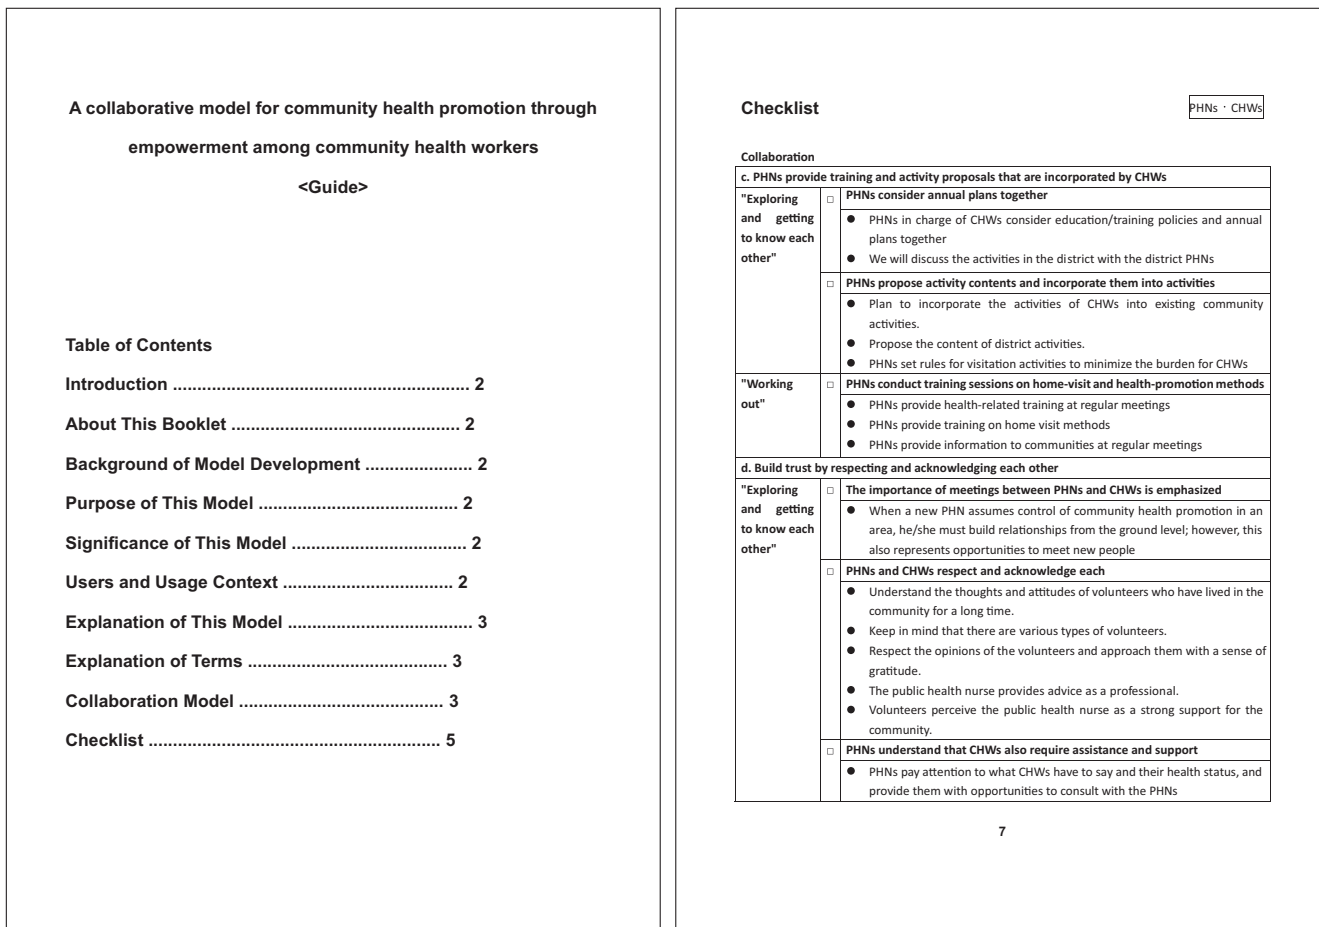 A collaborative model for community health promotion through
empowerment among community health workers
<Guide>
Table of Contents
Introduction ............................................................. 2
About This Booklet ............................................... 2
Background of Model Development ...................... 2
Purpose of This Model ......................................... 2
Significance of This Model .................................... 2
Users and Usage Context ................................... 2
Explanation of This Model ...................................... 3
Explanation of Terms ......................................... 3
Collaboration Model .......................................... 3
Checklist ............................................................ 5
Checklist
PHNs · CHWs
Collaboration
c. PHNs provide training and activity proposals that are incorporated by CHWs
"Exploring
and getting
to know each
other"
□ PHNs consider annual plans together
● PHNs in charge of CHWs consider education/training policies and annual
plans together
● We will discuss the activities in the district with the district PHNs
□ PHNs propose activity contents and incorporate them into activities
● Plan to incorporate the activities of CHWs into existing community
activities.
● Propose the content of district activities.
● PHNs set rules for visitation activities to minimize the burden for CHWs
"Working
out"
□ PHNs conduct training sessions on home-visit and health-promotion methods
● PHNs provide health-related training at regular meetings
● PHNs provide training on home visit methods
● PHNs provide information to communities at regular meetings
d. Build trust by respecting and acknowledging each other
"Exploring
and getting
to know each
other"
□ The importance of meetings between PHNs and CHWs is emphasized
● When a new PHN assumes control of community health promotion in an
area, he/she must build relationships from the ground level; however, this
also represents opportunities to meet new people
□ PHNs and CHWs respect and acknowledge each
● Understand the thoughts and attitudes of volunteers who have lived in the
community for a long time.
● Keep in mind that there are various types of volunteers.
● Respect the opinions of the volunteers and approach them with a sense of
gratitude.
● The public health nurse provides advice as a professional.
● Volunteers perceive the public health nurse as a strong support for the
community.
□ PHNs understand that CHWs also require assistance and support
● PHNs pay attention to what CHWs have to say and their health status, and
provide them with opportunities to consult with the PHNs
7